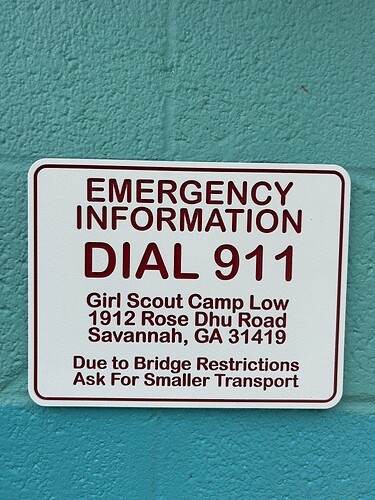 EMERGENCY
INFORMATION
DIAL 911
Girl Scout Camp Low
1912 Rose Dhu Road
Savannah, GA 31419
Due to Bridge Restrictions
Ask For Smaller Transport